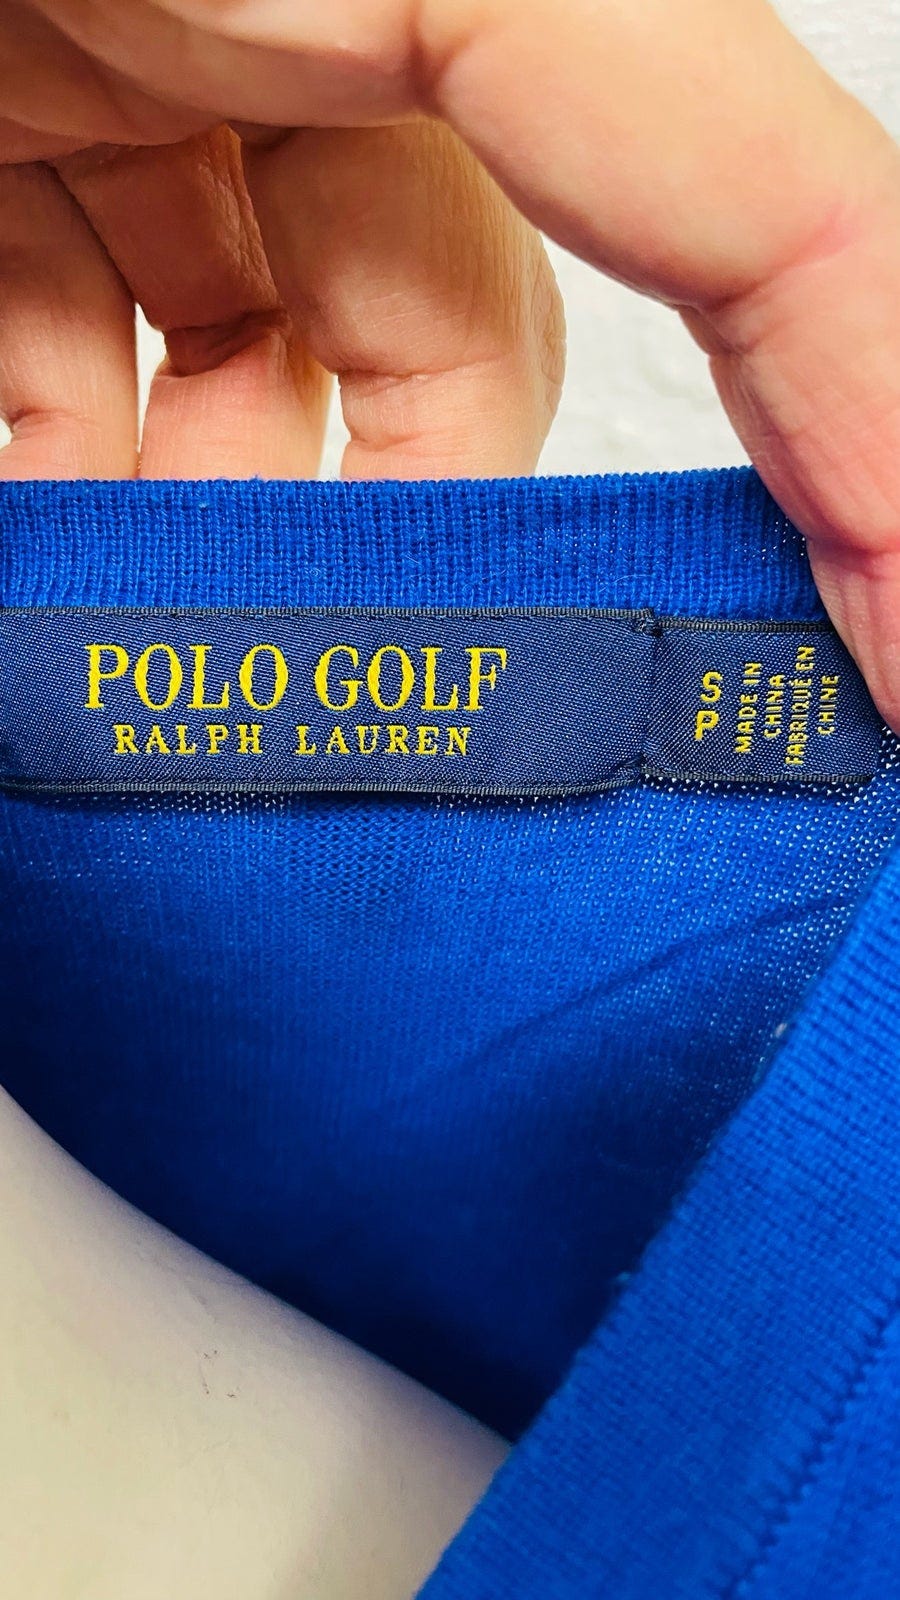 POLO GOLF
RALPH LAUREN
S
P
MADE IN
CHINA
FABRIQUÉ EN
CHINE